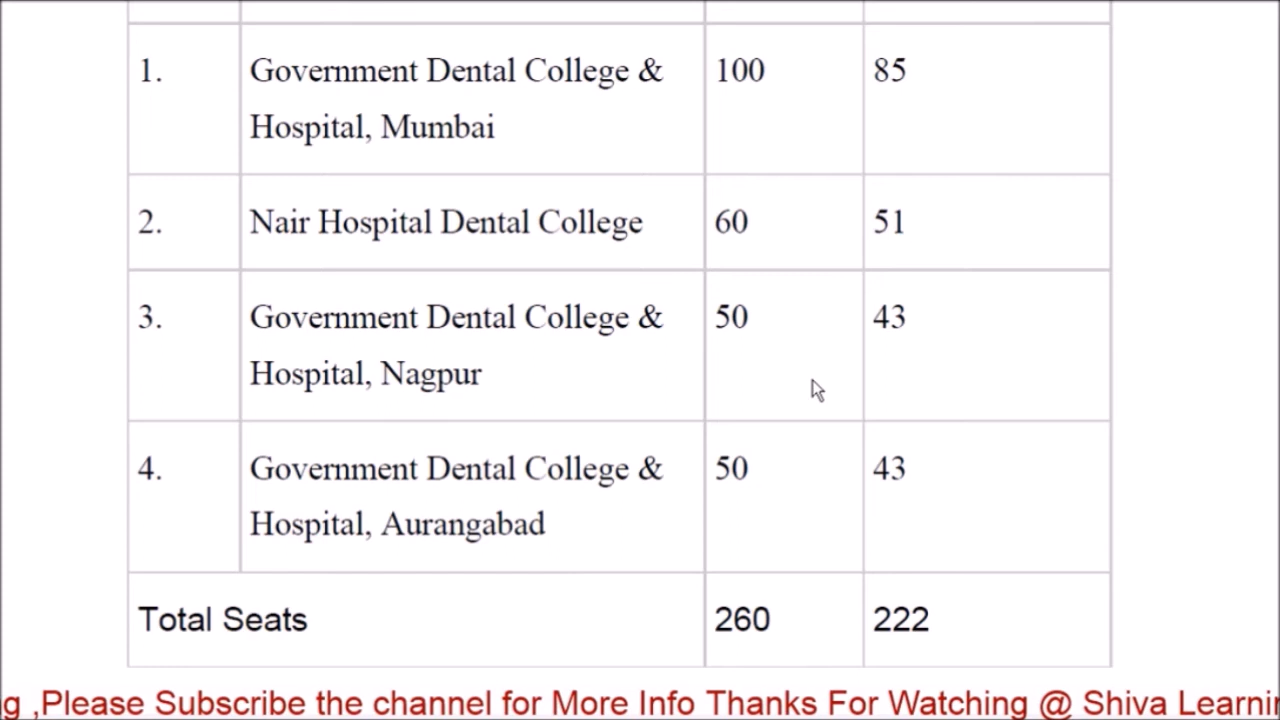 1. Government Dental College & 100 85
Hospital, Mumbai
2. Nair Hospital Dental College 60 51
3. Government Dental College & 50 43
Hospital, Nagpur
4. Government Dental College & 50 43
Hospital, Aurangabad
Total Seats 260 222
g ,Please Subscribe the channel for More Info Thanks For Watching @ Shiva Learnin